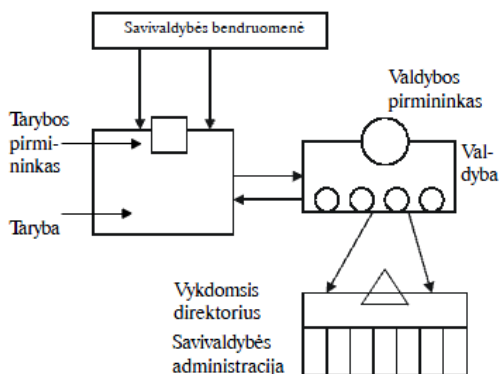 Savivaldybės bendruomenė
Tarybos
pirmi-
ninkas
Taryba
Valdybos
pirmininkas
Val-
dyba
Vykdomsis
direktorius
Savivaldybės
administracija